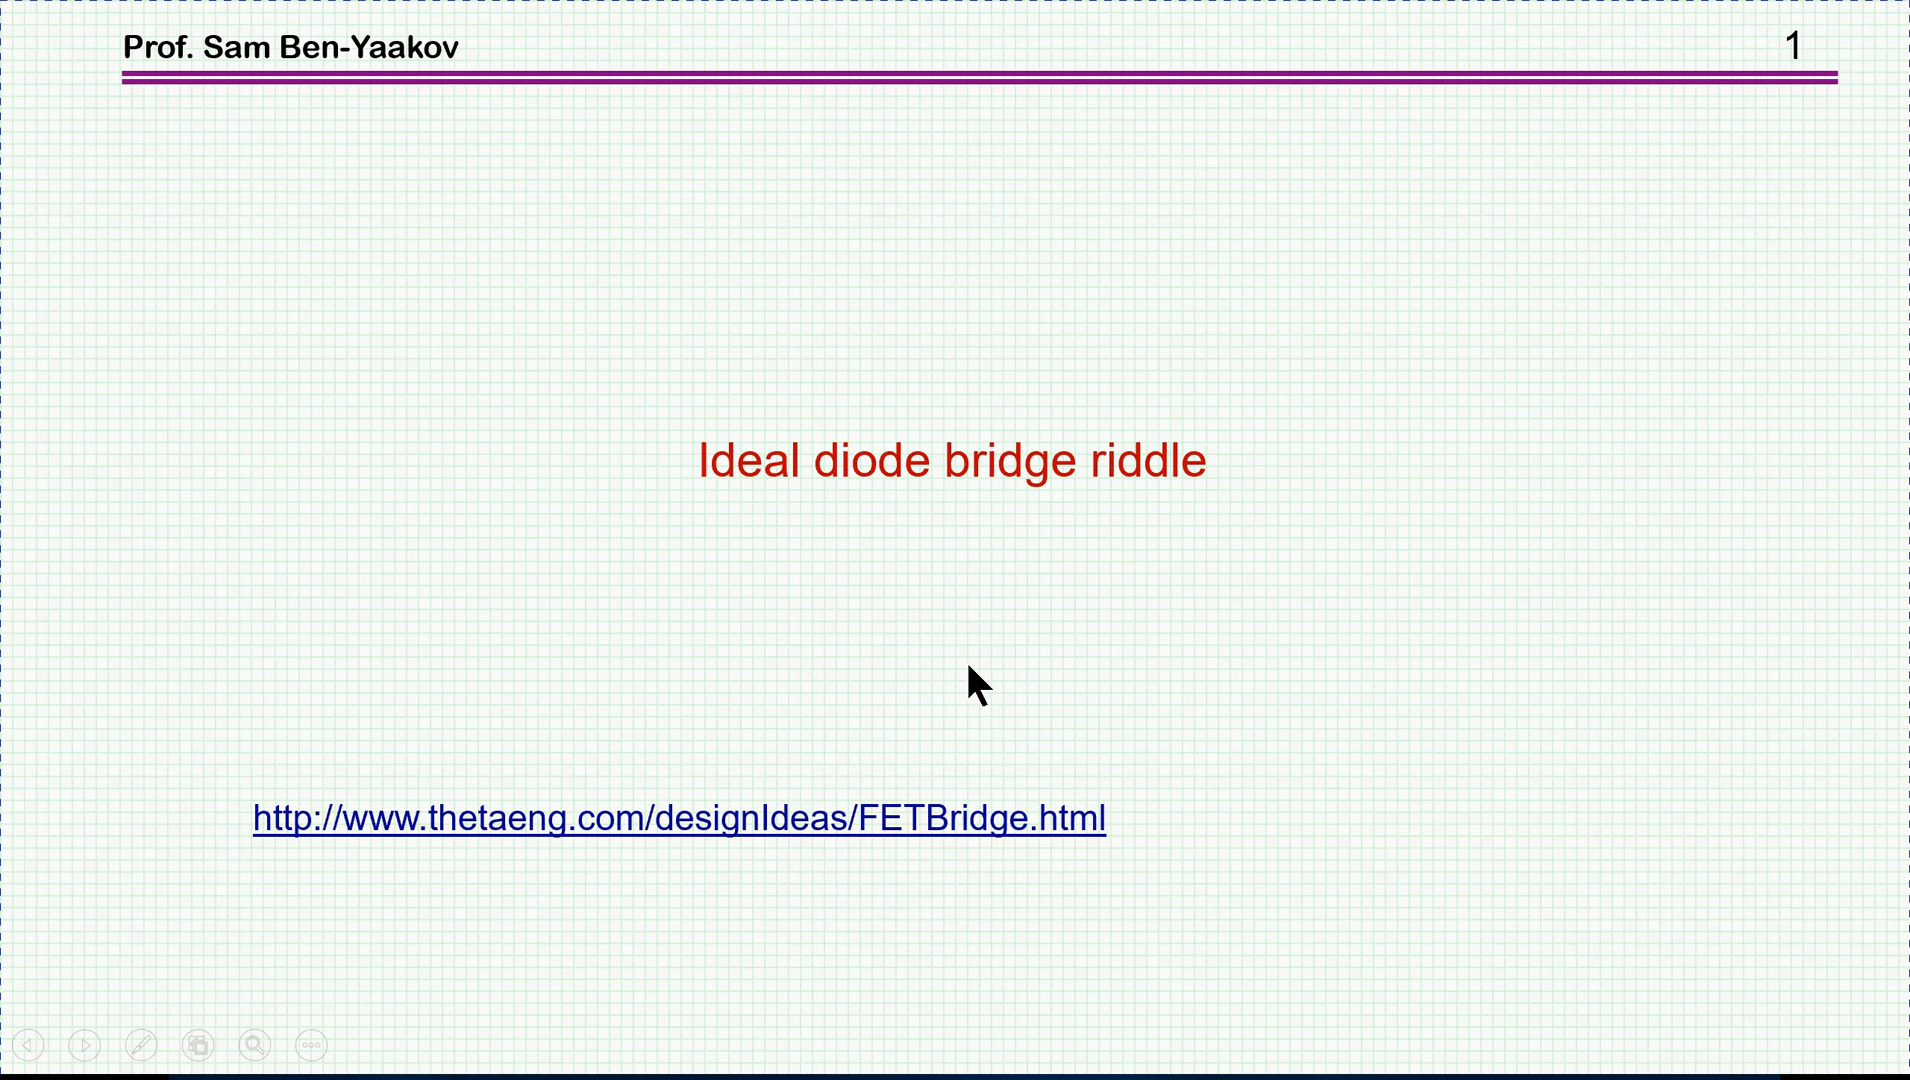 Prof. Sam Ben-Yaakov
1
Ideal diode bridge riddle
http://www.thetaeng.com/designIdeas/FETBridge.html